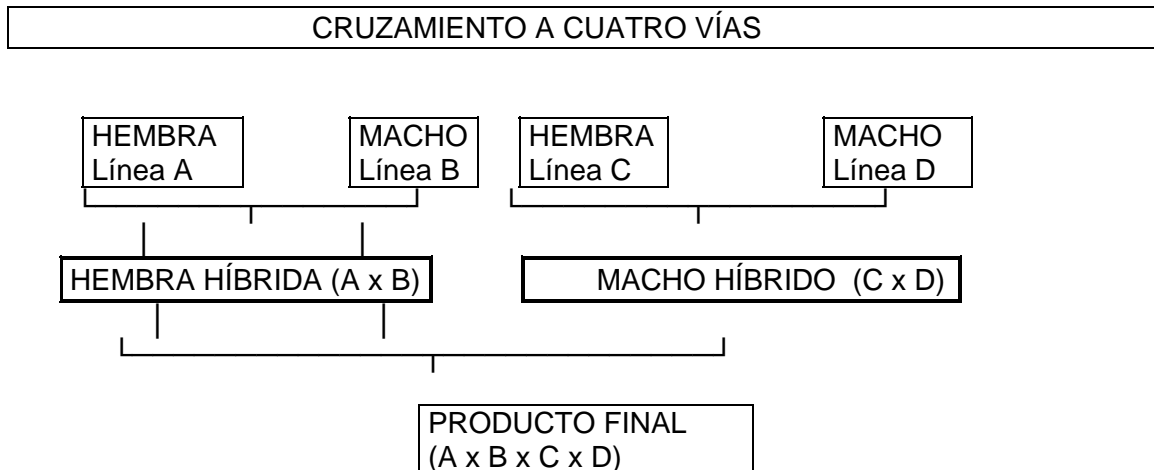 CRUZAMIENTO A CUATRO VÍAS
HEMBRA
Línea A
MACHO
Línea B
HEMBRA
Línea C
MACHO
Línea D
HEMBRA HÍBRIDA (A x B)
MACHO HÍBRIDO (C x D)
PRODUCTO FINAL
(A x B x C x D)